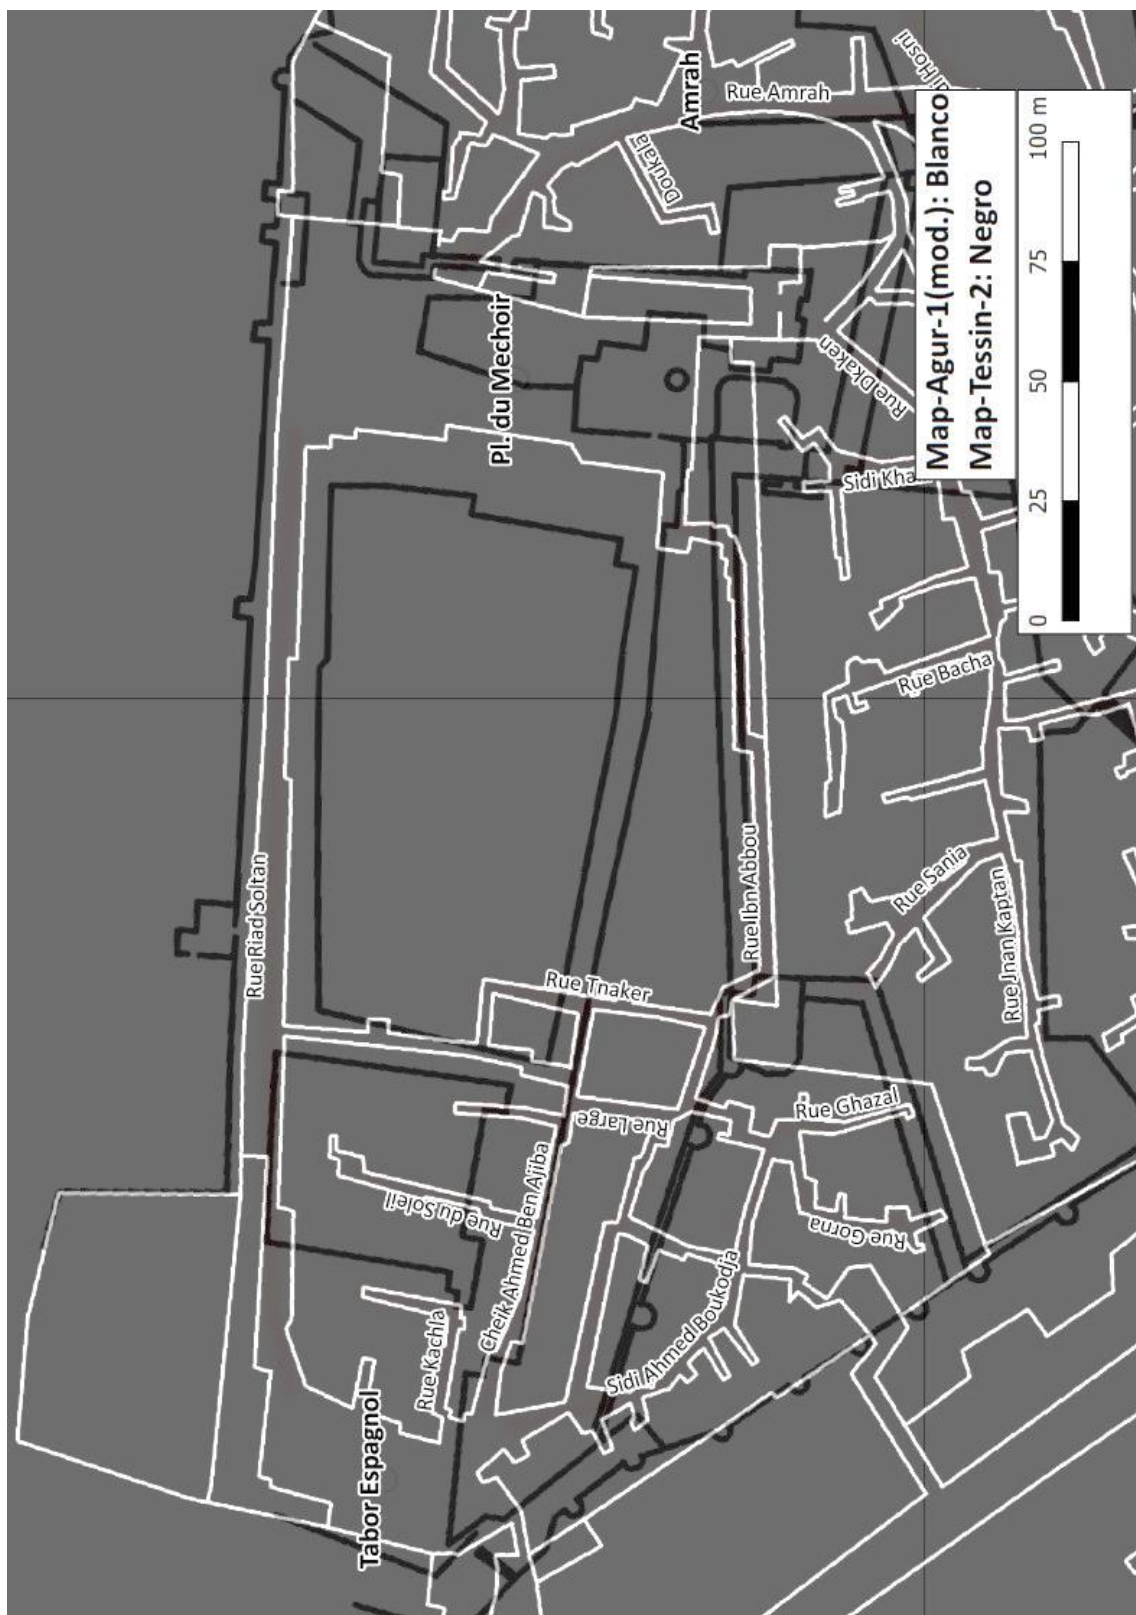 Tabor Espagnol
Rue Kachla
Cheik Ahmed Ben Ajiba
Sidi Ahmed Boukodja
Rue du Soleil
Rue Large
Rue Gorna
Rue Ghazal
Rue Riad Soltan
Rue Tnaker
Rue Ibn Abbou
Rue Jnan Kaptan
Rue Sania
Rue Bacha
Pl. du Mechoir
Sidi Kha
Rue Dkaken
Doukala
Amrah
Rue Amrah
di Hosni
Map-Agur-1(mod.): Blanco
Map-Tessin-2: Negro
0 25 50 75 100 m